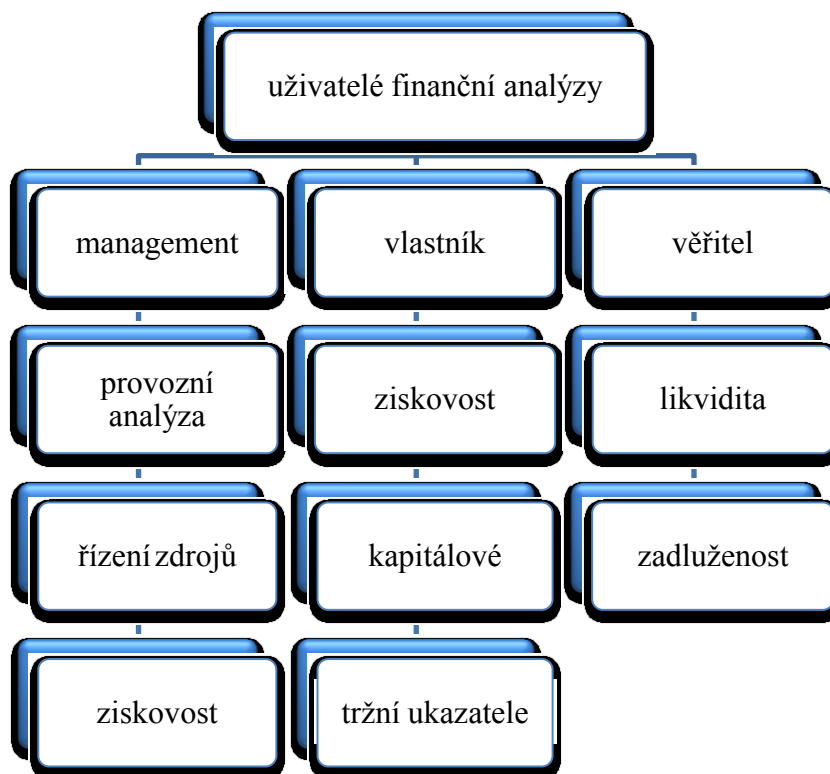 uživatelé finanční analýzy
management
vlastník
věřitel
provozní
analýza
ziskovost
likvidita
řízení zdrojů
kapitálové
zadluženost
ziskovost
tržní ukazatele